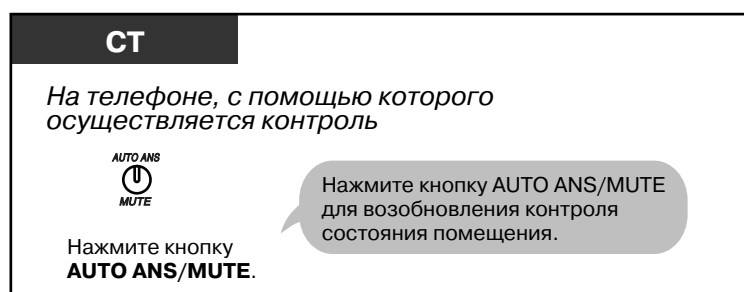 СТ
На телефоне, с помощью которого
осуществляется контроль
AUTO ANS
MUTE
Нажмите кнопку AUTO ANS/MUTE
для возобновления контроля
состояния помещения.
Нажмите кнопку
AUTO ANS/MUTE.